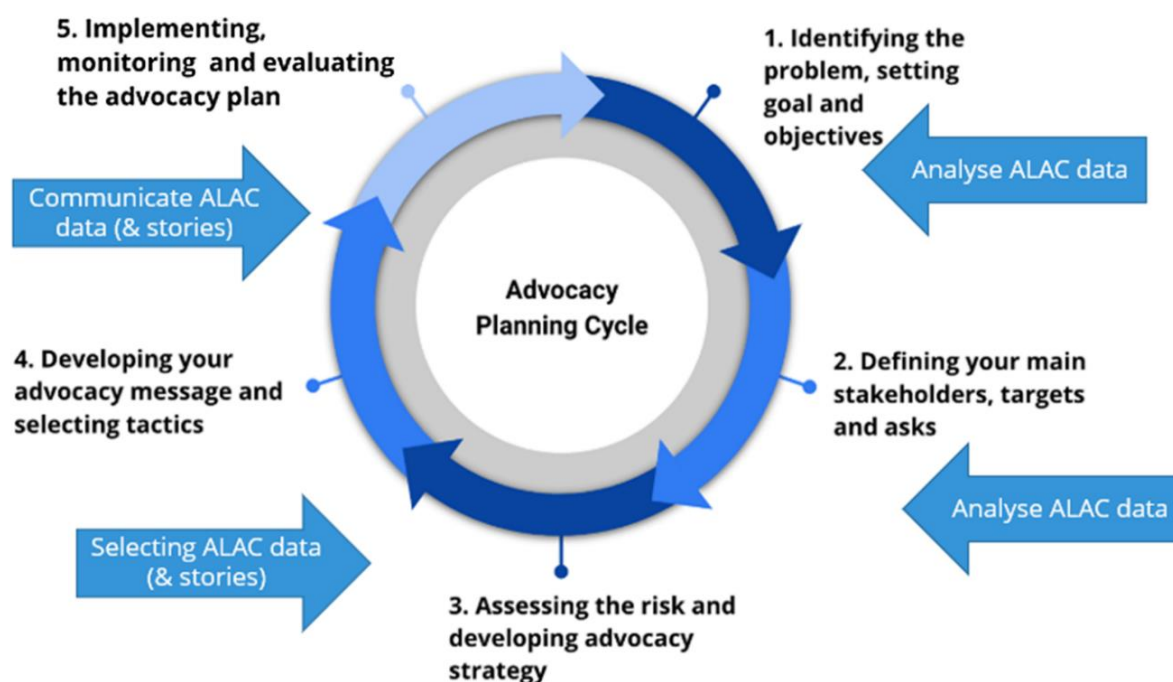 5. Implementing,
monitoring and evaluating
the advocacy plan
1. Identifying the
problem, setting
goal and
objectives
Analyse ALAC data
Communicate ALAC
data (& stories)
Advocacy
Planning Cycle
4. Developing your
advocacy message and
selecting tactics
2. Defining your main
stakeholders, targets
and asks
Analyse ALAC data
Selecting ALAC data
(& stories)
3. Assessing the risk and
developing advocacy
strategy